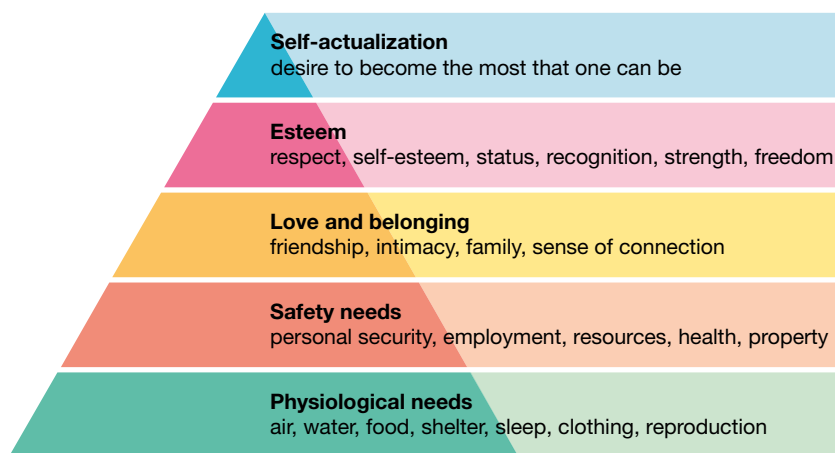 Self-actualization
desire to become the most that one can be
Esteem
respect, self-esteem, status, recognition, strength, freedom
Love and belonging
friendship, intimacy, family, sense of connection
Safety needs
personal security, employment, resources, health, property
Physiological needs
air, water, food, shelter, sleep, clothing, reproduction